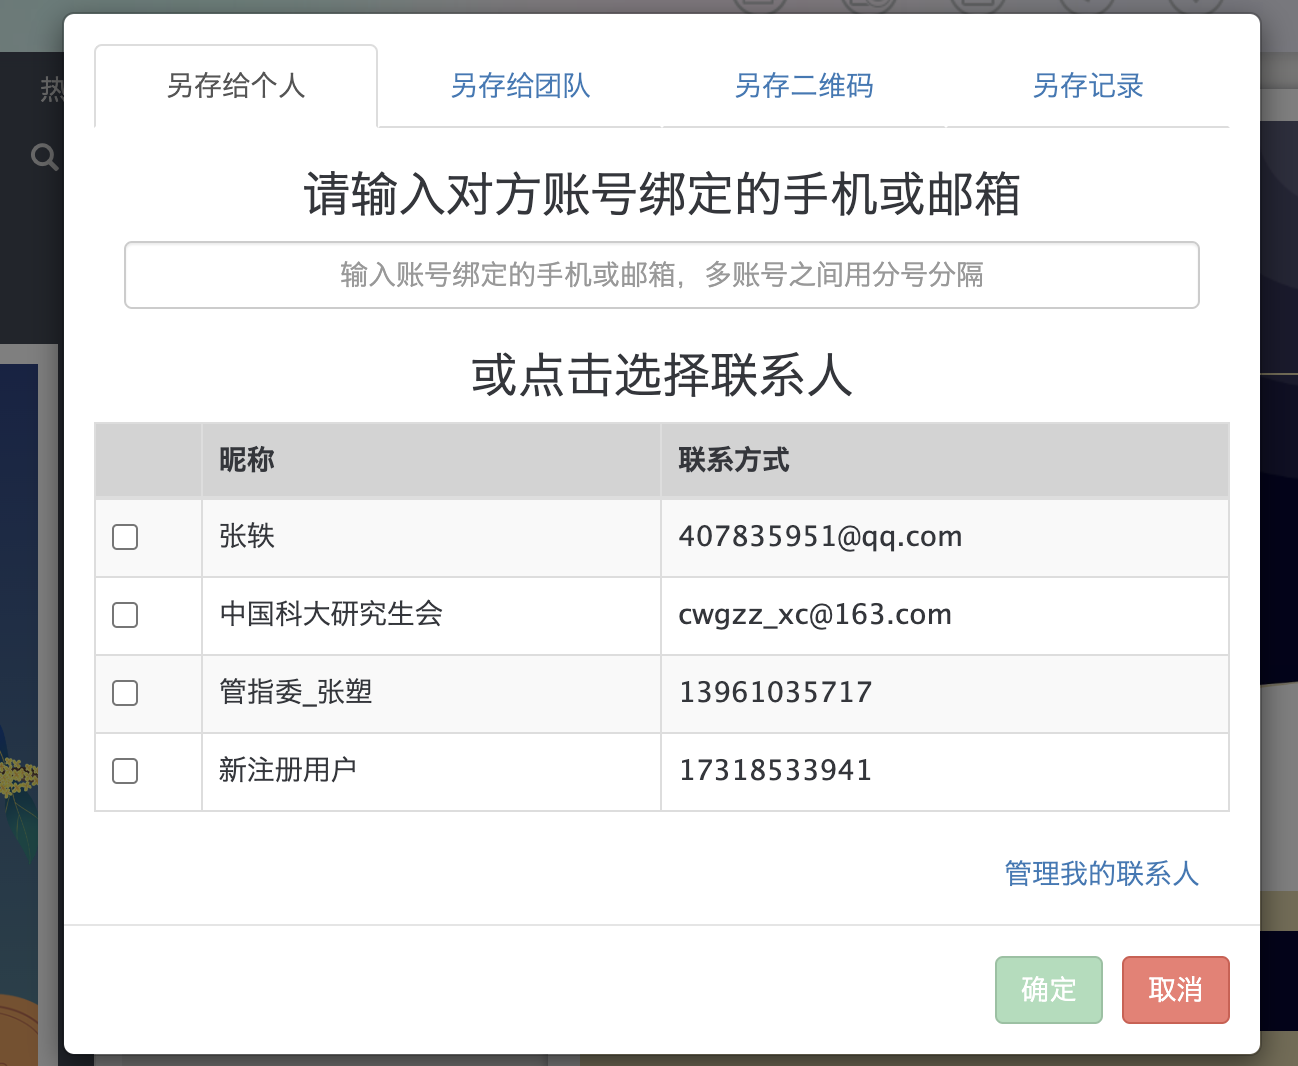 热
另存给个人 另存给团队 另存二维码 另存记录
请输入对方账号绑定的手机或邮箱
输入账号绑定的手机或邮箱，多账号之间用分号分隔
或点击选择联系人
昵称 联系方式
张轶 407835951@qq.com
中国科大研究生会 cwgzz_xc@163.com
管指委_张塑 13961035717
新注册用户 17318533941
管理我的联系人
确定 取消